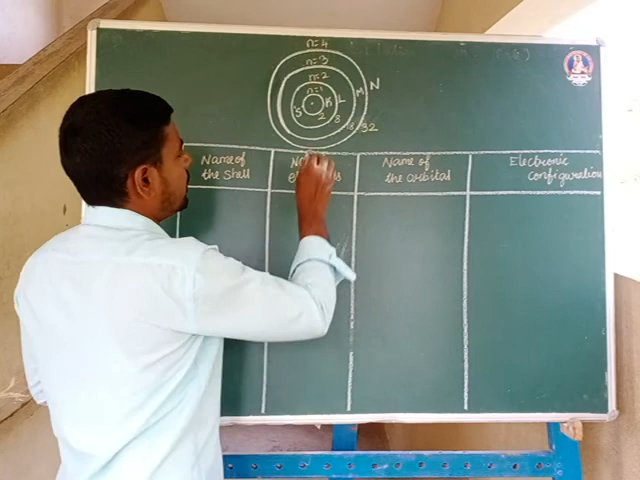 n=4
n=3
n=2
n=1
S K L M N
2 8 18 32
Name of
the Shell
Name of
the orbital
Electronic
configuration